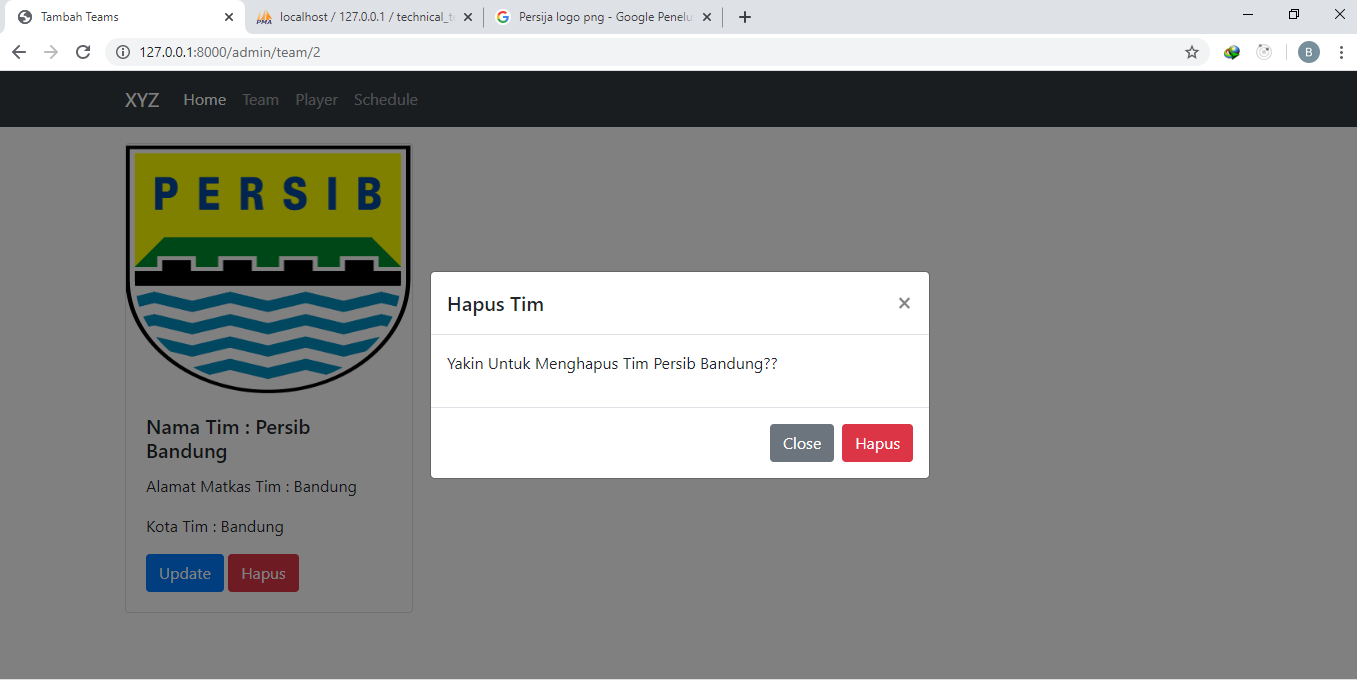 Tambah Teams
localhost / 127.0.0.1 / technical_t
Persija logo png - Google Penelu
127.0.0.1:8000/admin/team/2
B
XYZ Home Team Player Schedule
PERSIB
Hapus Tim ×
Yakin Untuk Menghapus Tim Persib Bandung??
Close Hapus
Nama Tim : Persib
Bandung
Alamat Matkas Tim : Bandung
Kota Tim : Bandung
Update Hapus